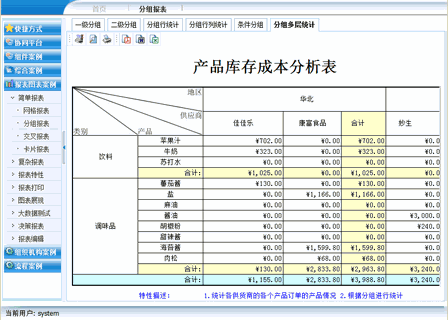 首页 分组报表
一级分组 二级分组 分组行统计 分组行列统计 条件分组 分组多层统计
快捷方式
协同平台
组件案例
综合案例
报表图表案例
简单报表
网格报表
分组报表
交叉报表
卡片报表
复杂报表
报表特性
报表打印
图表展现
大数据测试
决策报表
报表编辑
组织机构案例
流程案例
产品库存成本分析表
地区
供应商
类别 产品
华北
佳佳乐 康富食品 合计 妙生
饮料
苹果汁 ¥702.00 ¥0.00 ¥702.00 ¥0.0
牛奶 ¥323.00 ¥0.00 ¥323.00 ¥0.0
苏打水 ¥0.00 ¥0.00 ¥0.00 ¥0.0
合计: ¥1,025.00 ¥0.00 ¥1,025.00 ¥0.0
调味品
蕃茄酱 ¥130.00 ¥0.00 ¥130.00 ¥0.0
盐 ¥0.00 ¥1,166.00 ¥1,166.00 ¥0.0
麻油 ¥0.00 ¥0.00 ¥0.00 ¥0.0
酱油 ¥0.00 ¥0.00 ¥0.00 ¥3,000.0
胡椒粉 ¥0.00 ¥0.00 ¥0.00 ¥240.0
甜辣酱 ¥0.00 ¥0.00 ¥0.00 ¥0.0
海苔酱 ¥0.00 ¥1,599.80 ¥1,599.80 ¥0.0
肉松 ¥0.00 ¥68.00 ¥68.00 ¥0.0
合计: ¥130.00 ¥2,833.80 ¥2,963.80 ¥3,240.0
合计: ¥1,155.00 ¥2,833.80 ¥3,988.80 ¥3,240.0
特性描述: 1.统计各供货商的各个产品订单的产品情况 2.根据分组进行统计
当前用户: system